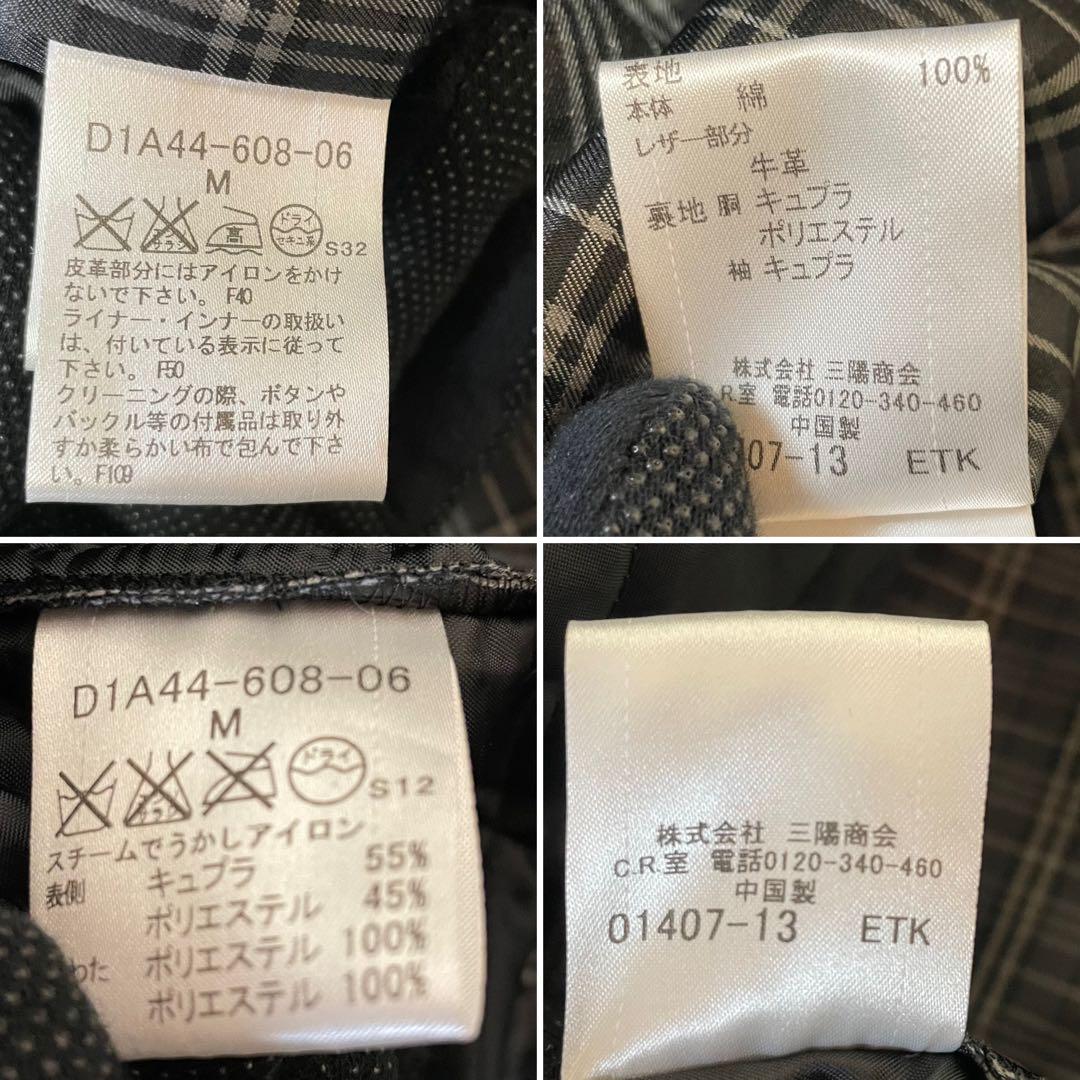 D1A44-608-06
M
高 ドライ セキユ系 S32
皮革部分にはアイロンをかけ
ないで下さい。 F40
ライナー・インナーの取扱い
は、付いている表示に従って
下さい。 F50
クリーニングの際、ボタンや
バックル等の付属品は取り外
すか柔らかい布で包んで下さ
い。F109
表地
本体 綿 100%
レザー部分
牛革
裏地 胴 キュプラ
ポリエステル
袖 キュプラ
株式会社 三陽商会
R.室 電話0120-340-460
中国製
07-13 ETK
D1A44-608-06
M
ドライ S12
スチームでうかしアイロン
表側 キュプラ 55%
ポリエステル 45%
ポリエステル 100%
わた ポリエステル 100%
株式会社 三陽商会
C.R.室 電話0120-340-460
中国製
01407-13 ETK